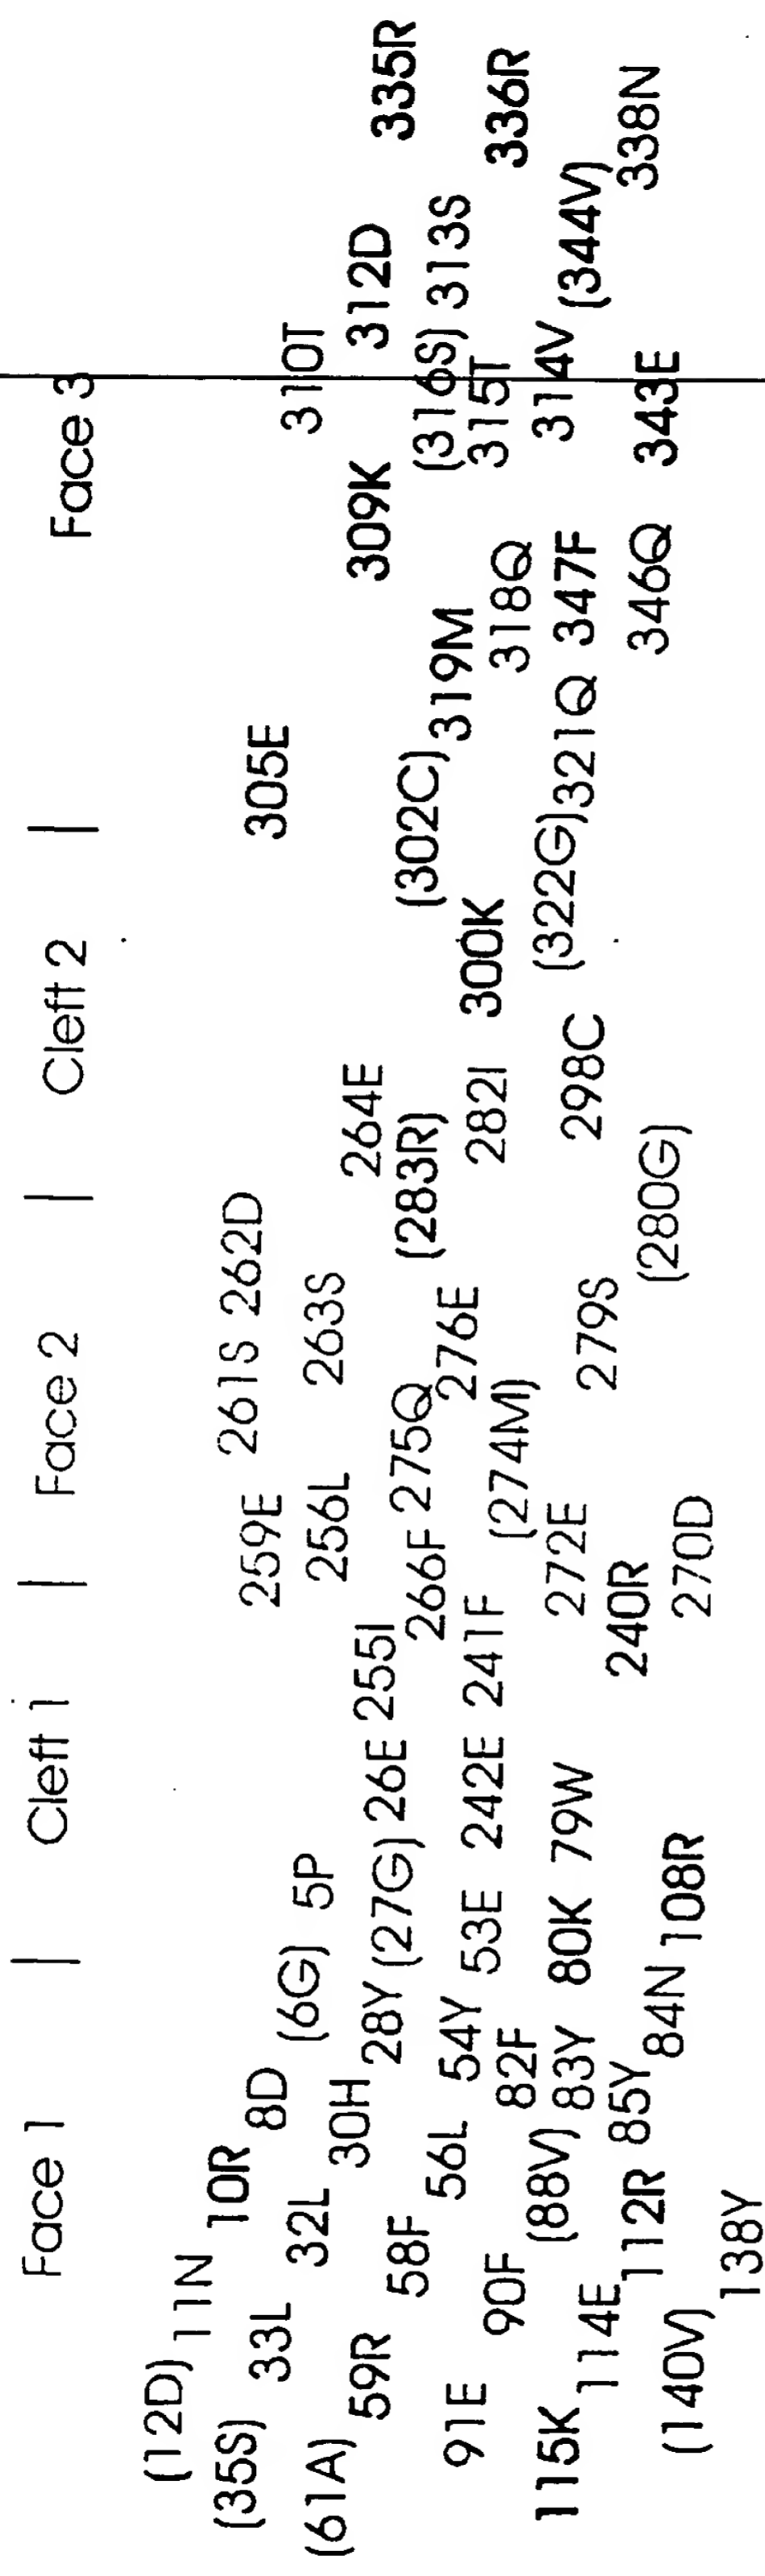 Face 1 | Cleft 1 | Face 2 | Cleft 2 | Face 3
(12D) 11N
(35S) 10R 261S 262D
33L 8D 259E 305E
(61A) 32L (6G) 5P 256L 263S 310T
59R 30H 28Y (27G) 26E 255I 264E 309K 312D
58F 266F 275Q (283R) (302C) (316S) 313S 335R
91E 56L 54Y 53E 242E 241F 276E 282I 300K 319M 315T
90F 82F (274M) 318Q 336R
115K (88V) 83Y 80K 79W 272E 298C (322G) 321Q 347F 314V (344V)
114E 112R 85Y 240R 279S
84N (280G) 346Q 343E 338N
(140V) 108R 270D
138Y